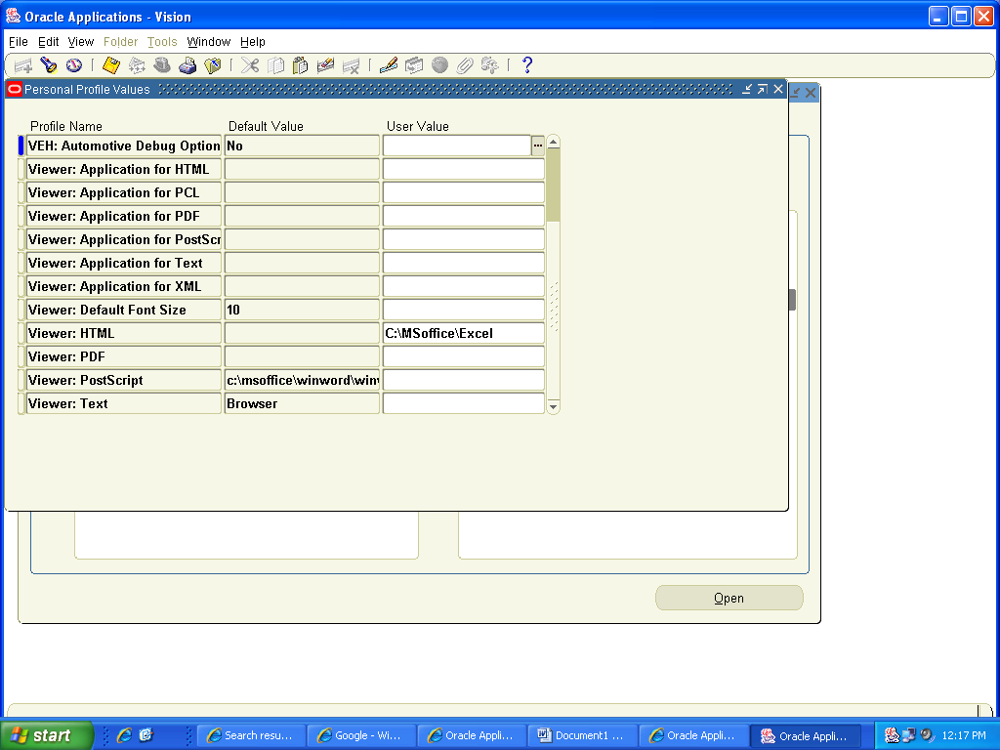 Oracle Applications - Vision
File Edit View Folder Tools Window Help
Personal Profile Values
Profile Name Default Value User Value
VEH: Automotive Debug Option No
Viewer: Application for HTML
Viewer: Application for PCL
Viewer: Application for PDF
Viewer: Application for PostScr
Viewer: Application for Text
Viewer: Application for XML
Viewer: Default Font Size 10
Viewer: HTML C:\MSoffice\Excel
Viewer: PDF
Viewer: PostScript c:\msoffice\winword\winw
Viewer: Text Browser
Open
start Search resu... Google - Wi... Oracle Appli... Document1 ... Oracle Appli... Oracle Appli... 12:17 PM